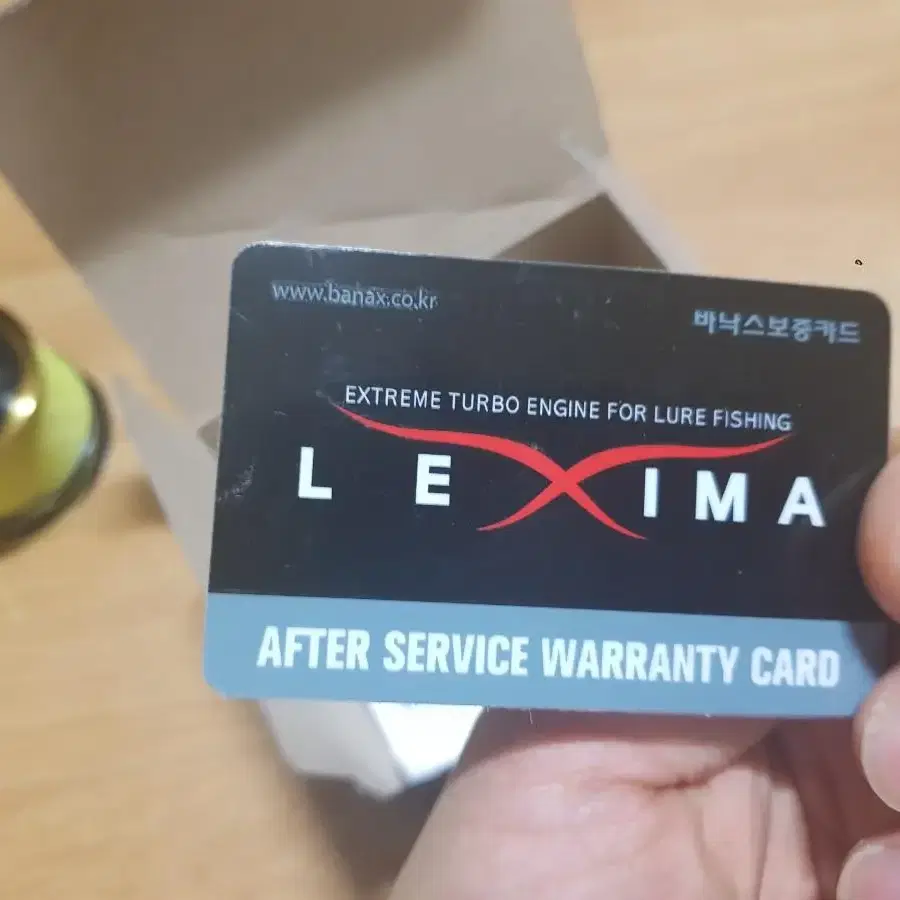 www.banax.co.kr
바낙스보증카드
EXTREME TURBO ENGINE FOR LURE FISHING
LEXIMA
AFTER SERVICE WARRANTY CARD